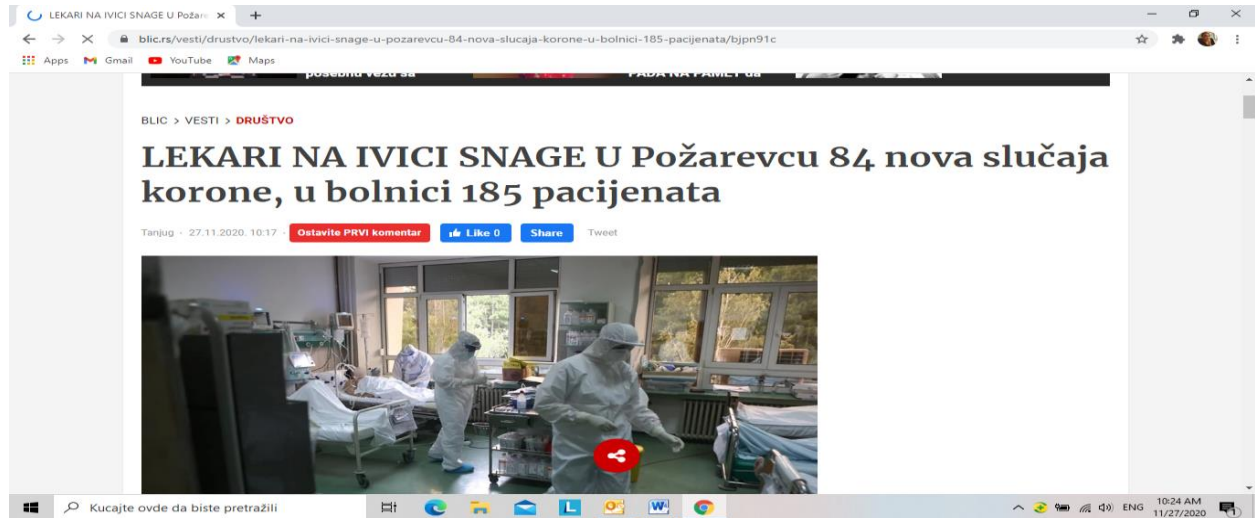 LEKARI NA IVICI SNAGE U Požare
blic.rs/vesti/drustvo/lekari-na-ivici-snage-u-pozarevcu-84-nova-slucaja-korone-u-bolnici-185-pacijenata/bjpn91c
Apps Gmail YouTube Maps
posebnu vezu sa PADA NA PAMET da
BLIC > VESTI > DRUŠTVO
LEKARI NA IVICI SNAGE U Požarevcu 84 nova slučaja
korone, u bolnici 185 pacijenata
Tanjug - 27.11.2020. 10:17 - Ostavite PRVI komentar Like 0 Share Tweet
Kucajte ovde da biste pretražili ENG 10:24 AM
11/27/2020